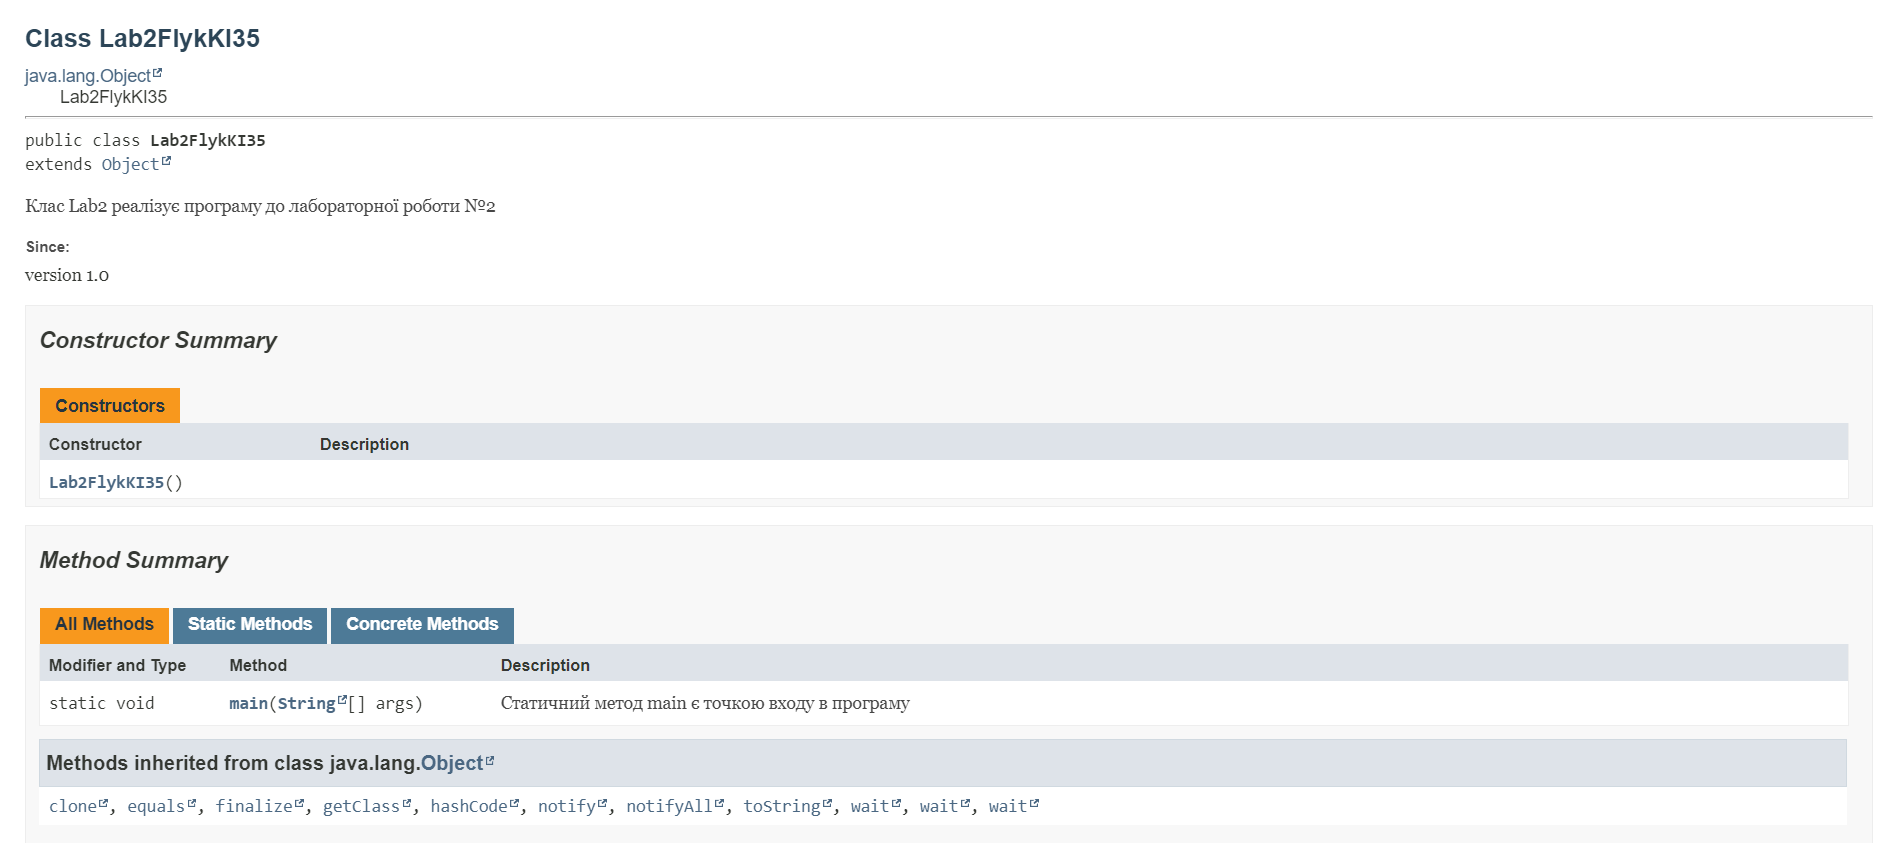 Class Lab2FlykKI35
java.lang.Object
Lab2FlykKI35
public class Lab2FlykKI35
extends Object
Клас Lab2 реалізує програму до лабораторної роботи №2
Since:
version 1.0
Constructor Summary
Constructors
Constructor Description
Lab2FlykKI35()
Method Summary
All Methods Static Methods Concrete Methods
Modifier and Type Method Description
static void main(String[] args) Статичний метод main є точкою входу в програму
Methods inherited from class java.lang.Object
clone, equals, finalize, getClass, hashCode, notify, notifyAll, toString, wait, wait, wait